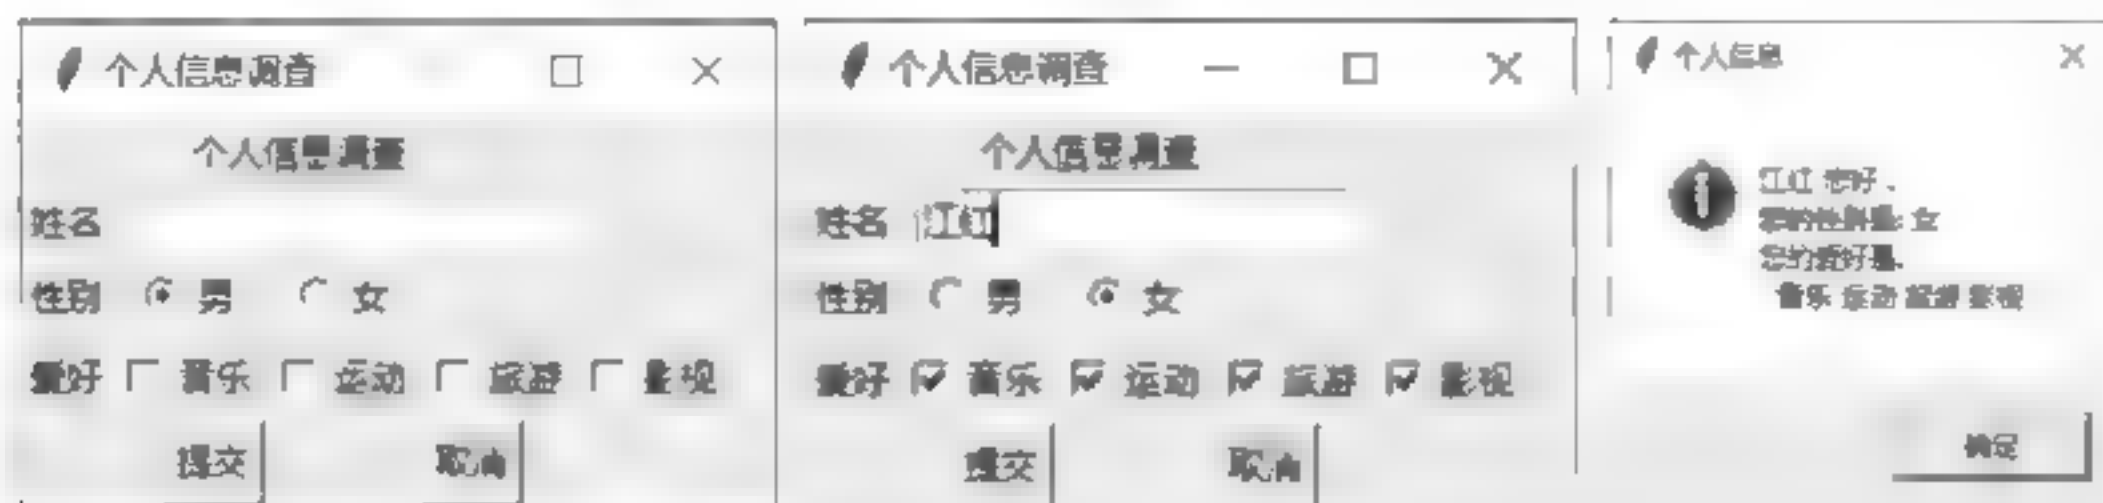 个人信息调查
个人信息调查
姓名
性别 男 女
爱好 音乐 运动 旅游 影视
提交 取消
个人信息调查
个人信息调查
姓名 江红
性别 男 女
爱好 音乐 运动 旅游 影视
提交 取消
个人信息
江红 您好.
您的性别是: 女
您的爱好是.
音乐 运动 旅游 影视
确定